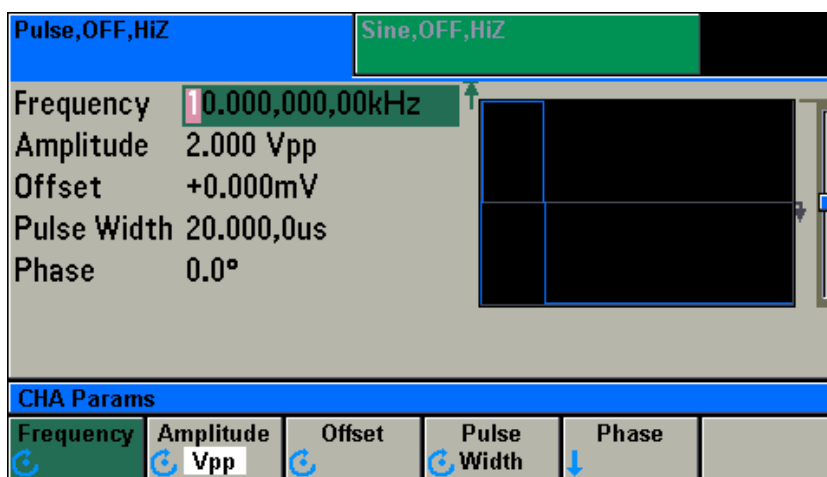 Pulse,OFF,HiZ
Sine,OFF,HiZ
Frequency 10.000,000,00kHz
Amplitude 2.000 Vpp
Offset +0.000mV
Pulse Width 20.000,0us
Phase 0.0°
CHA Params
Frequency
Amplitude
Vpp
Offset
Pulse
Width
Phase